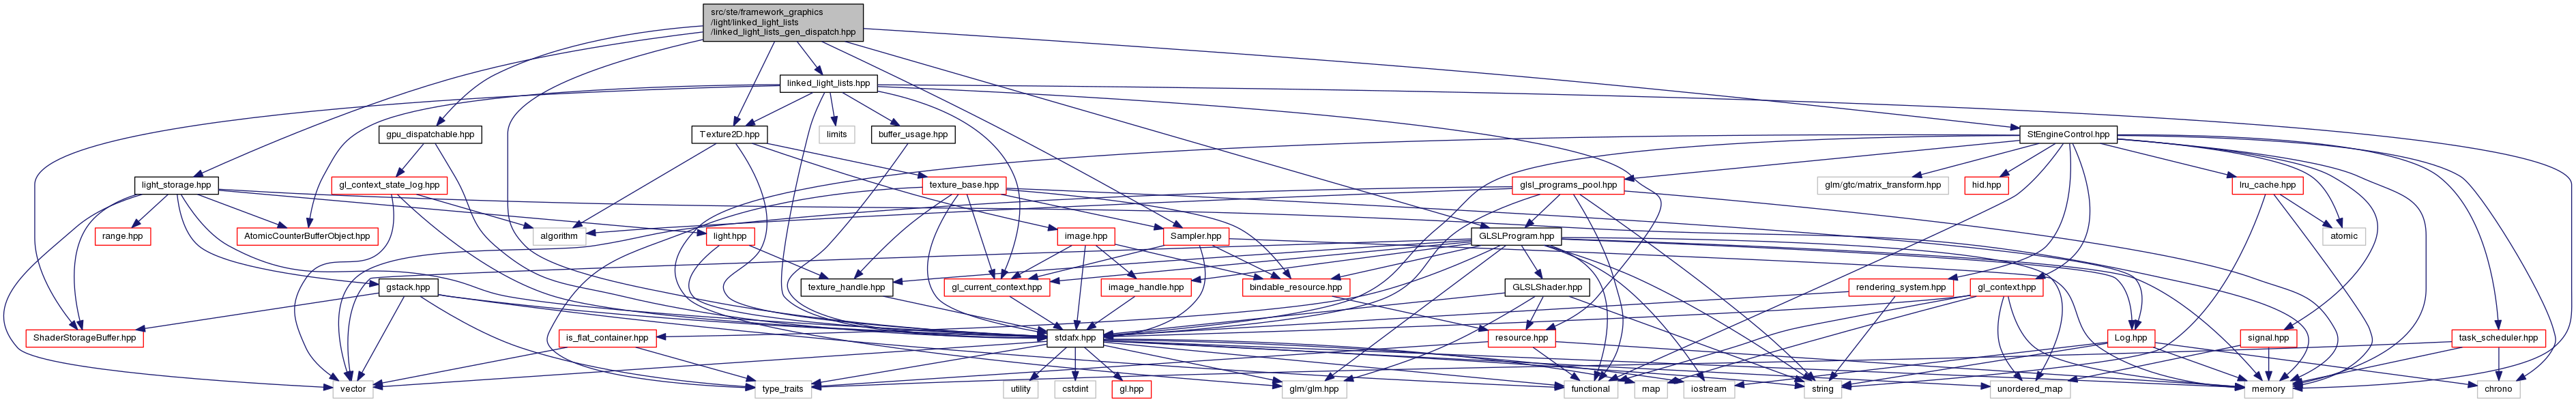 src/ste/framework_graphics
/light/linked_light_lists
/linked_light_lists_gen_dispatch.hpp
linked_light_lists.hpp
gpu_dispatchable.hpp
Texture2D.hpp
limits
buffer_usage.hpp
StEngineControl.hpp
light_storage.hpp
gl_context_state_log.hpp
texture_base.hpp
glsl_programs_pool.hpp
glm/gtc/matrix_transform.hpp
hid.hpp
lru_cache.hpp
range.hpp
AtomicCounterBufferObject.hpp
algorithm
light.hpp
image.hpp
Sampler.hpp
GLSLProgram.hpp
atomic
gstack.hpp
texture_handle.hpp
gl_current_context.hpp
image_handle.hpp
bindable_resource.hpp
GLSLShader.hpp
rendering_system.hpp
gl_context.hpp
ShaderStorageBuffer.hpp
is_flat_container.hpp
stdafx.hpp
resource.hpp
Log.hpp
signal.hpp
task_scheduler.hpp
vector
type_traits
utility
cstdint
gl.hpp
glm/glm.hpp
functional
map
iostream
string
unordered_map
memory
chrono